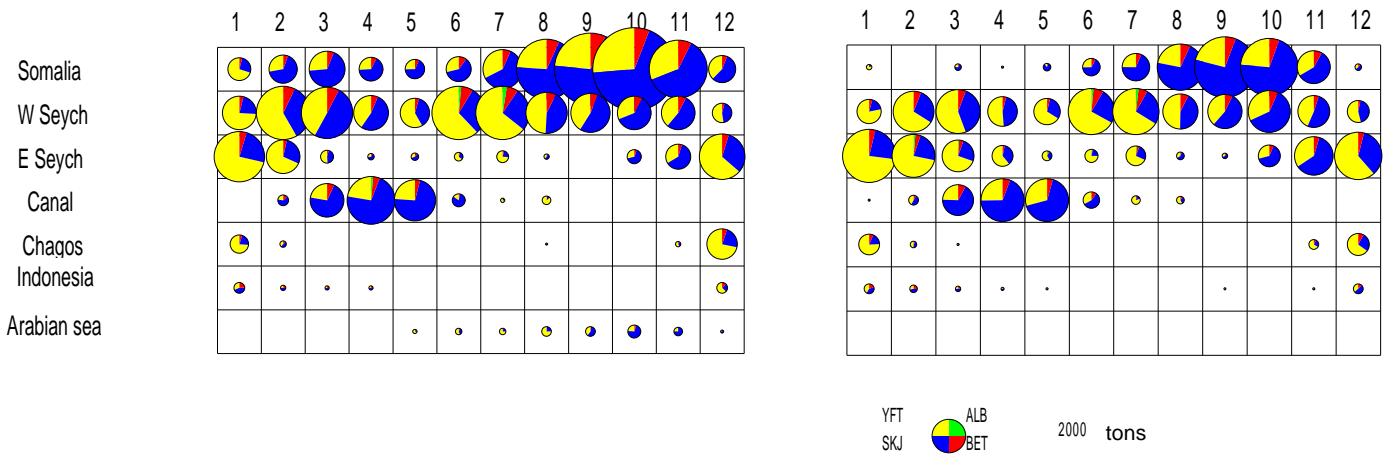 1 2 3 4 5 6 7 8 9 10 11 12
1 2 3 4 5 6 7 8 9 10 11 12
Somalia
W Seych
E Seych
Canal
Chagos
Indonesia
Arabian sea
YFT ALB
SKJ BET
2000 tons